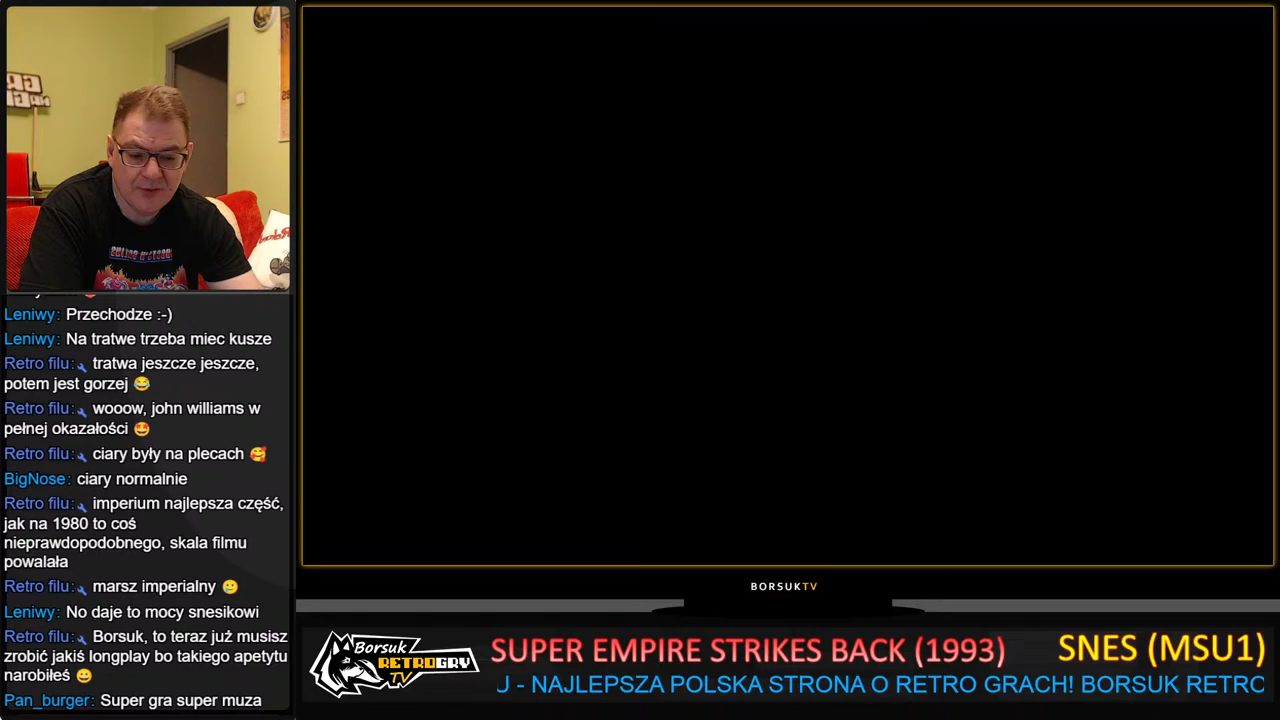 Leniwy: Przechodze :-)
Leniwy: Na tratwe trzeba miec kusze
Retro filu: tratwa jeszcze jeszcze,
potem jest gorzej 😂
Retro filu: wooow, john williams w
pełnej okazałości 🤩
Retro filu: ciary były na plecach 🥰
BigNose: ciary normalnie
Retro filu: imperium najlepsza część,
jak na 1980 to coś
nieprawdopodobnego, skala filmu
powalała
Retro filu: marsz imperialny 🥲
Leniwy: No daje to mocy snesikowi
Retro filu: Borsuk, to teraz już musisz
zrobić jakiś longplay bo takiego apetytu
narobiłeś 😀
Pan_burger: Super gra super muza
BORSUKTV
Borsuk
RETROGRY
TV
SUPER EMPIRE STRIKES BACK (1993)
SNES (MSU1)
J - NAJLEPSZA POLSKA STRONA O RETRO GRACH! BORSUK RETRO